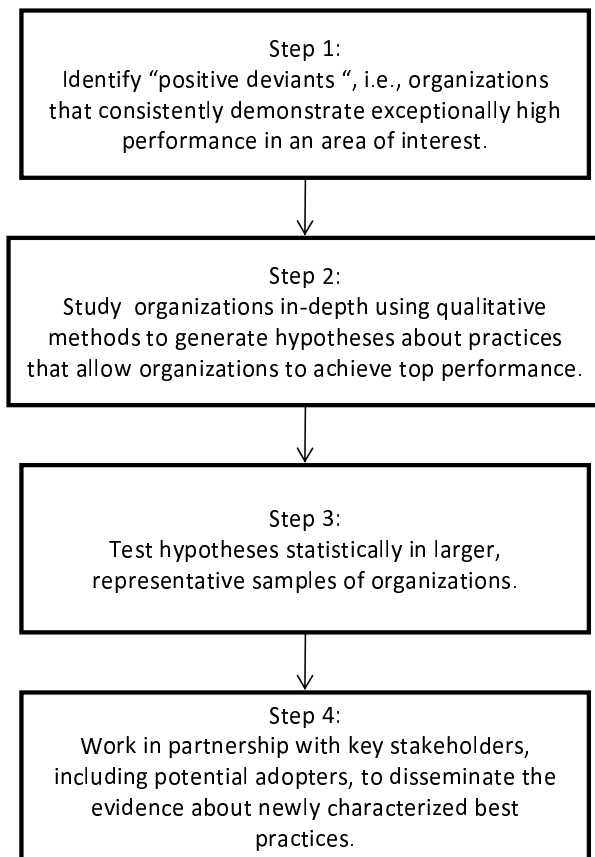 Step 1:
Identify “positive deviants “, i.e., organizations
that consistently demonstrate exceptionally high
performance in an area of interest.
Step 2:
Study  organizations in-depth using qualitative
methods to generate hypotheses about practices
that allow organizations to achieve top performance.
Step 3:
Test hypotheses statistically in larger,
representative samples of organizations.
Step 4:
Work in partnership with key stakeholders,
including potential adopters, to disseminate the
evidence about newly characterized best
practices.